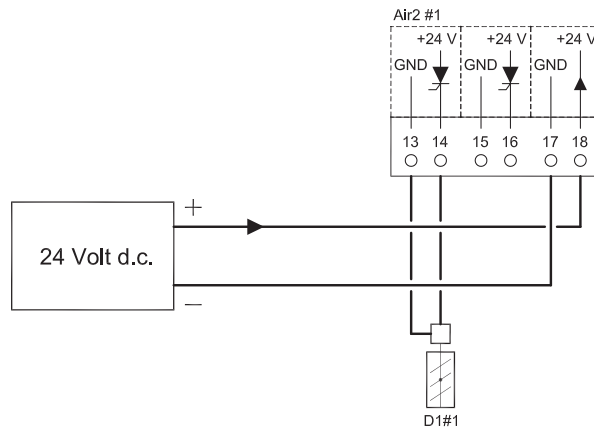 Air2 #1
+24 V +24 V +24 V
GND GND GND
13 14 15 16 17 18
+
24 Volt d.c.
−
D1#1